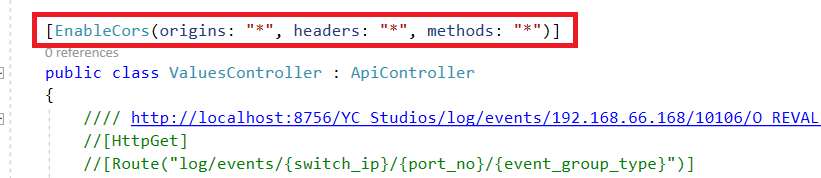 [EnableCors(origins: "*", headers: "*", methods: "*")]
0 references
public class ValuesController : ApiController
{
//// http://localhost:8756/YC_Studios/log/events/192.168.66.168/10106/O_REVAL
//[HttpGet]
//[Route("log/events/{switch_ip}/{port_no}/{event_group_type}")]